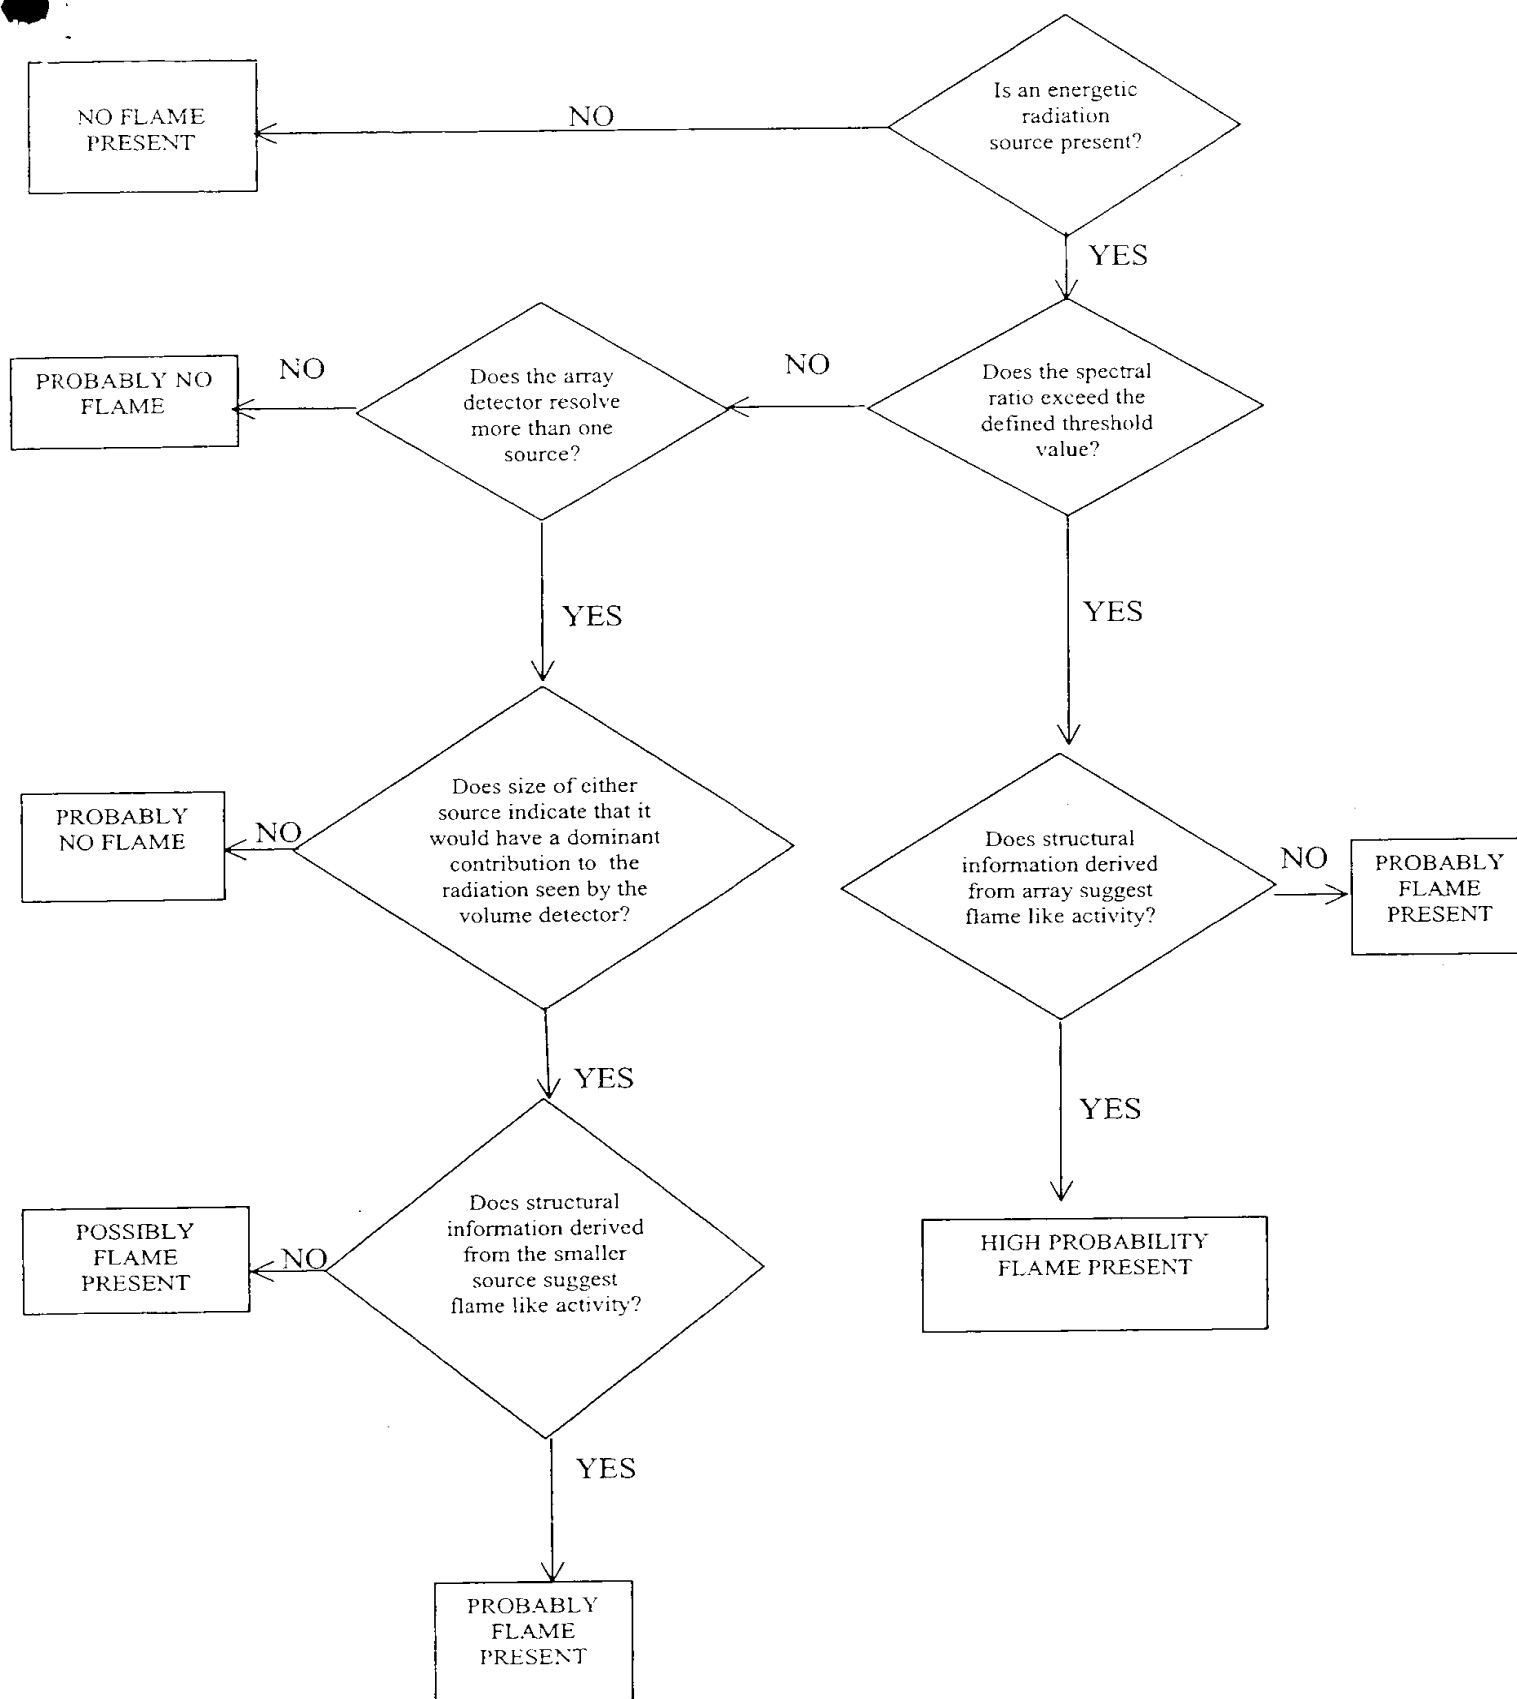 Is an energetic
radiation
source present?
NO
NO FLAME
PRESENT
YES
Does the spectral
ratio exceed the
defined threshold
value?
NO
Does the array
detector resolve
more than one
source?
NO
PROBABLY NO
FLAME
YES
YES
Does size of either
source indicate that it
would have a dominant
contribution to the
radiation seen by the
volume detector?
NO
PROBABLY
NO FLAME
Does structural
information derived
from array suggest
flame like activity?
NO
PROBABLY
FLAME
PRESENT
YES
YES
Does structural
information derived
from the smaller
source suggest
flame like activity?
NO
POSSIBLY
FLAME
PRESENT
HIGH PROBABILITY
FLAME PRESENT
YES
PROBABLY
FLAME
PRESENT